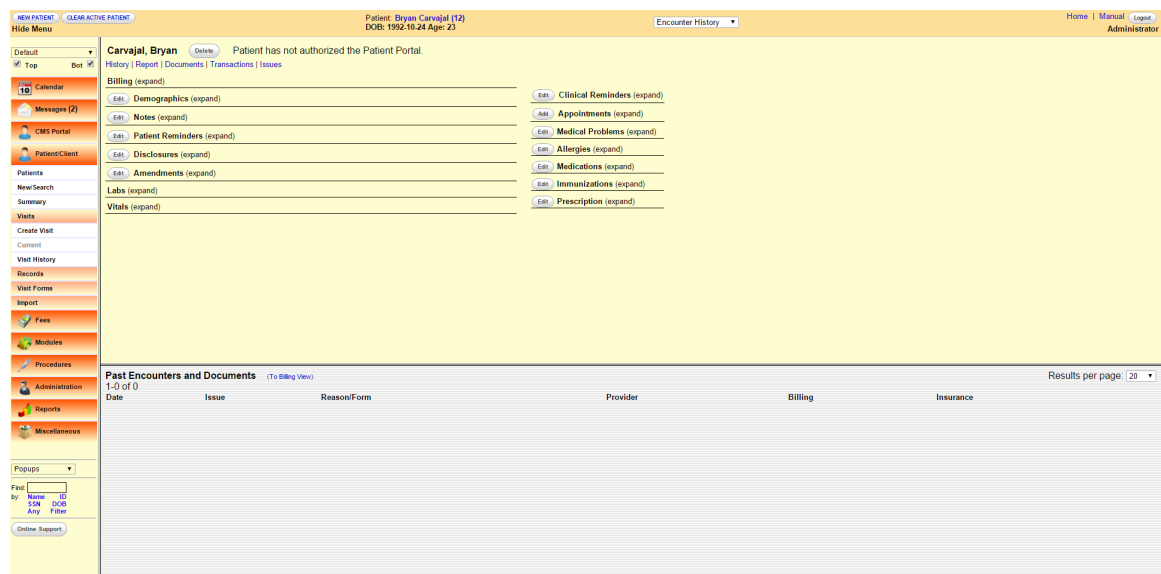 NEW PATIENT CLEAR ACTIVE PATIENT
Hide Menu
Patient: Bryan Carvajal (12)
DOB: 1992-10-24 Age: 23
Encounter History
Home | Manual Logout
Administrator
Default
Top Bot
10 Calendar
Messages (2)
CMS Portal
Patient/Client
Patients
New/Search
Summary
Visits
Create Visit
Current
Visit History
Records
Visit Forms
Import
Fees
Modules
Procedures
Administration
Reports
Miscellaneous
Popups
Find:
by: Name ID
SSN DOB
Any Filter
Online Support
Carvajal, Bryan Delete Patient has not authorized the Patient Portal.
History | Report | Documents | Transactions | Issues
Billing (expand)
Edit Demographics (expand)
Edit Notes (expand)
Edit Patient Reminders (expand)
Edit Disclosures (expand)
Edit Amendments (expand)
Labs (expand)
Vitals (expand)
Edit Clinical Reminders (expand)
Add Appointments (expand)
Edit Medical Problems (expand)
Edit Allergies (expand)
Edit Medications (expand)
Edit Immunizations (expand)
Edit Prescription (expand)
Past Encounters and Documents (To Billing View) Results per page: 20
1-0 of 0
Date Issue Reason/Form Provider Billing Insurance